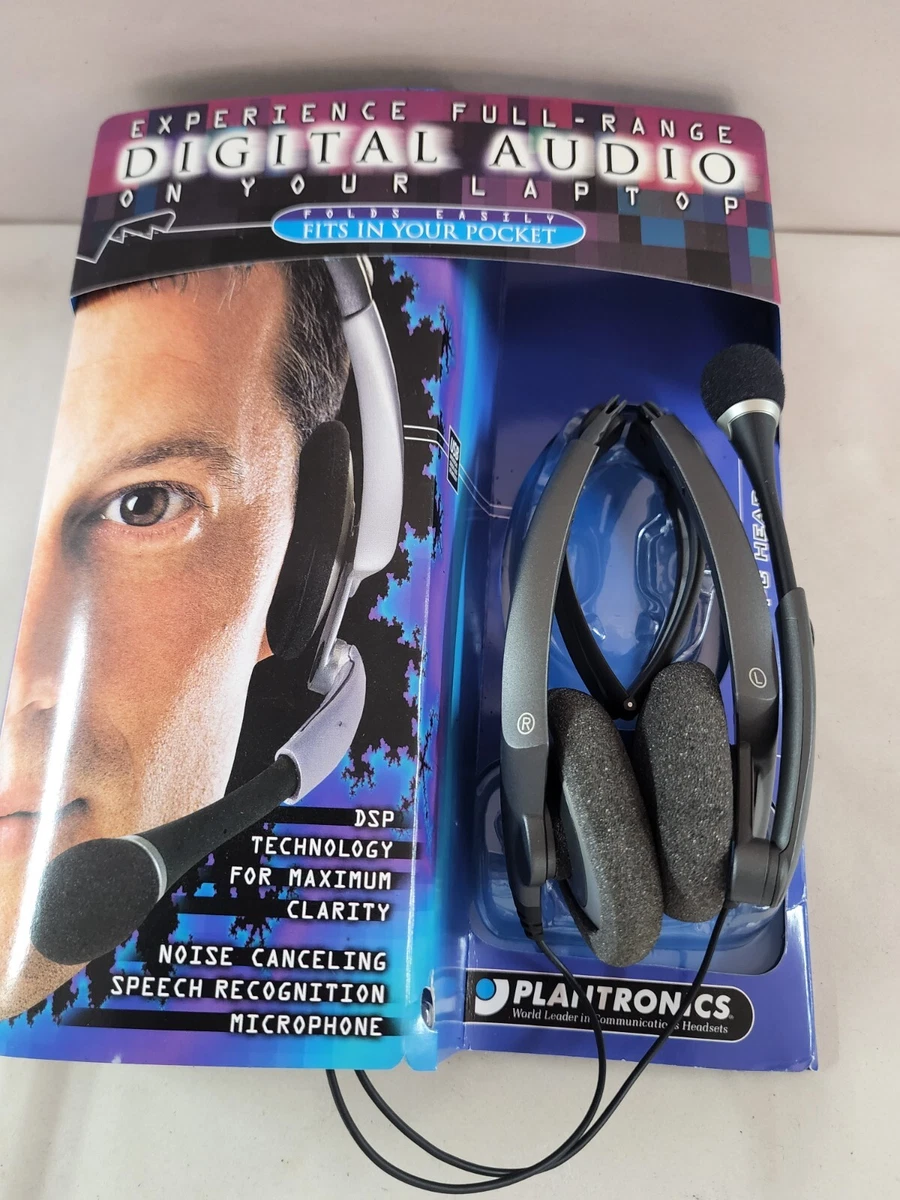 EXPERIENCE FULL-RANGE
DIGITAL AUDIO
ON YOUR LAPTOP
FOLDS EASILY
FITS IN YOUR POCKET
L
R
DSP
TECHNOLOGY
FOR MAXIMUM
CLARITY
NOISE CANCELING
SPEECH RECOGNITION
MICROPHONE
PLANTRONICS
World Leader in Communications Headsets